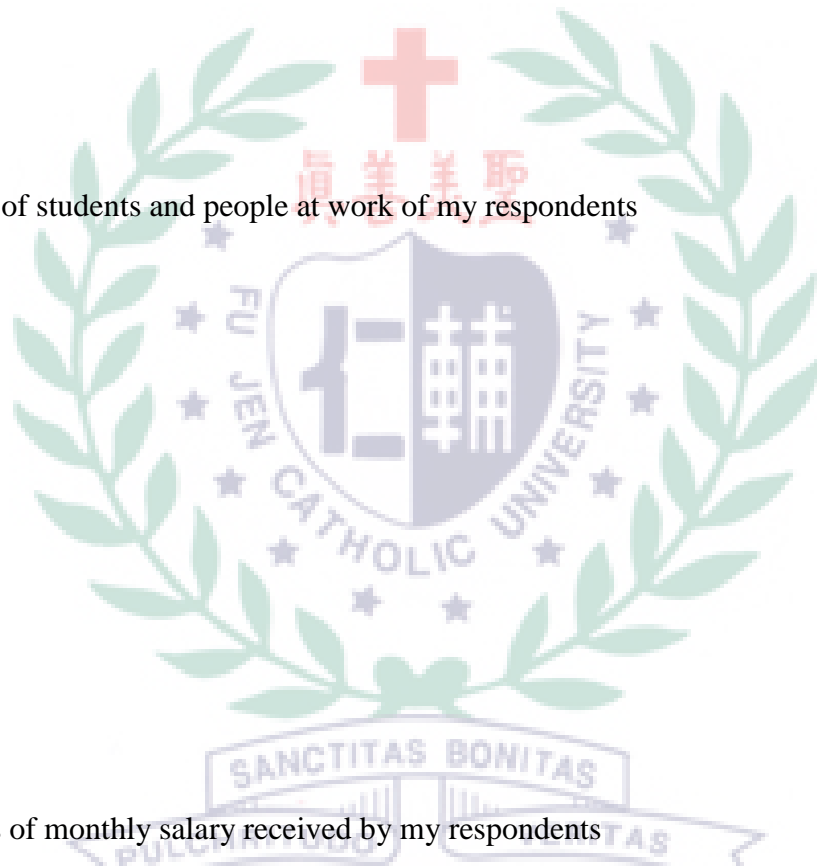 真善美聖
of students and people at work of my respondents
FU JEN CATHOLIC UNIVERSITY
仁輔
SANCTITAS BONITAS
of monthly salary received by my respondents
VERITAS